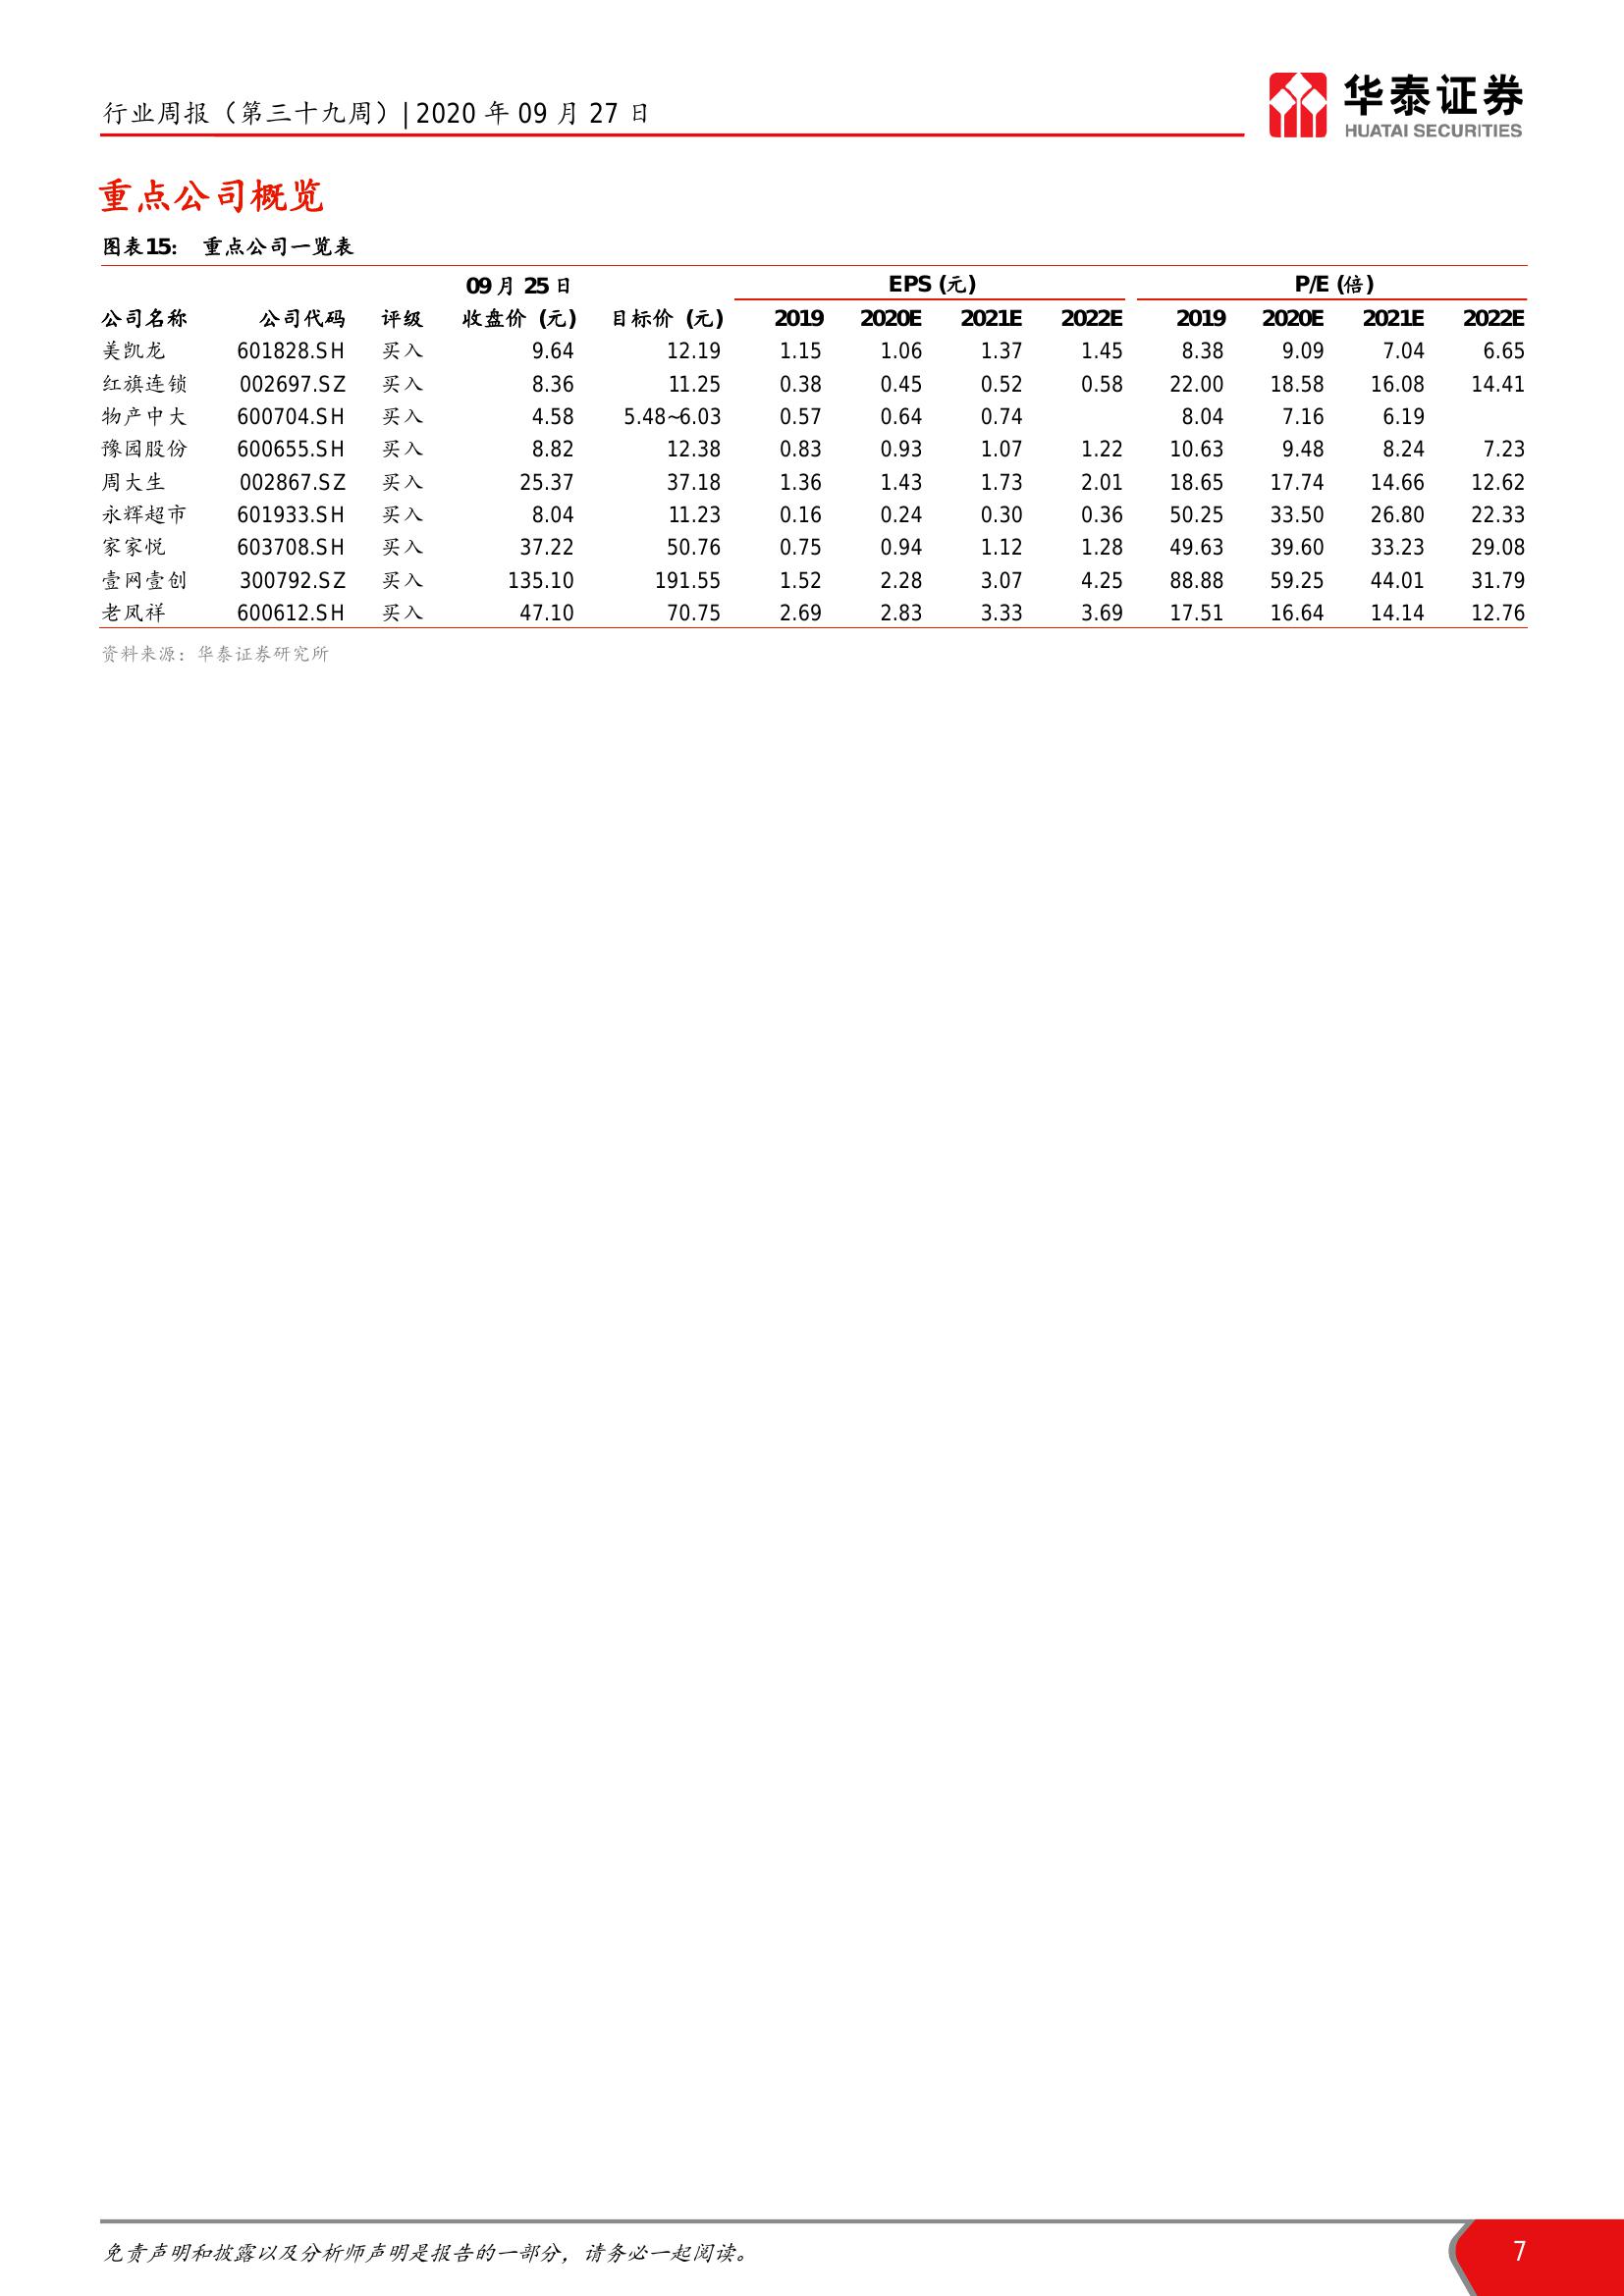 行业周报（第三十九周）| 2020 年 09 月 27 日
华泰证券
HUATAI SECURITIES
重点公司概览
图表15: 重点公司一览表
09 月 25 日 EPS (元) P/E (倍)
公司名称 公司代码 评级 收盘价 (元) 目标价 (元) 2019 2020E 2021E 2022E 2019 2020E 2021E 2022E
美凯龙 601828.SH 买入 9.64 12.19 1.15 1.06 1.37 1.45 8.38 9.09 7.04 6.65
红旗连锁 002697.SZ 买入 8.36 11.25 0.38 0.45 0.52 0.58 22.00 18.58 16.08 14.41
物产中大 600704.SH 买入 4.58 5.48~6.03 0.57 0.64 0.74 8.04 7.16 6.19
豫园股份 600655.SH 买入 8.82 12.38 0.83 0.93 1.07 1.22 10.63 9.48 8.24 7.23
周大生 002867.SZ 买入 25.37 37.18 1.36 1.43 1.73 2.01 18.65 17.74 14.66 12.62
永辉超市 601933.SH 买入 8.04 11.23 0.16 0.24 0.30 0.36 50.25 33.50 26.80 22.33
家家悦 603708.SH 买入 37.22 50.76 0.75 0.94 1.12 1.28 49.63 39.60 33.23 29.08
壹网壹创 300792.SZ 买入 135.10 191.55 1.52 2.28 3.07 4.25 88.88 59.25 44.01 31.79
老凤祥 600612.SH 买入 47.10 70.75 2.69 2.83 3.33 3.69 17.51 16.64 14.14 12.76
资料来源：华泰证券研究所
免责声明和披露以及分析师声明是报告的一部分，请务必一起阅读。
7